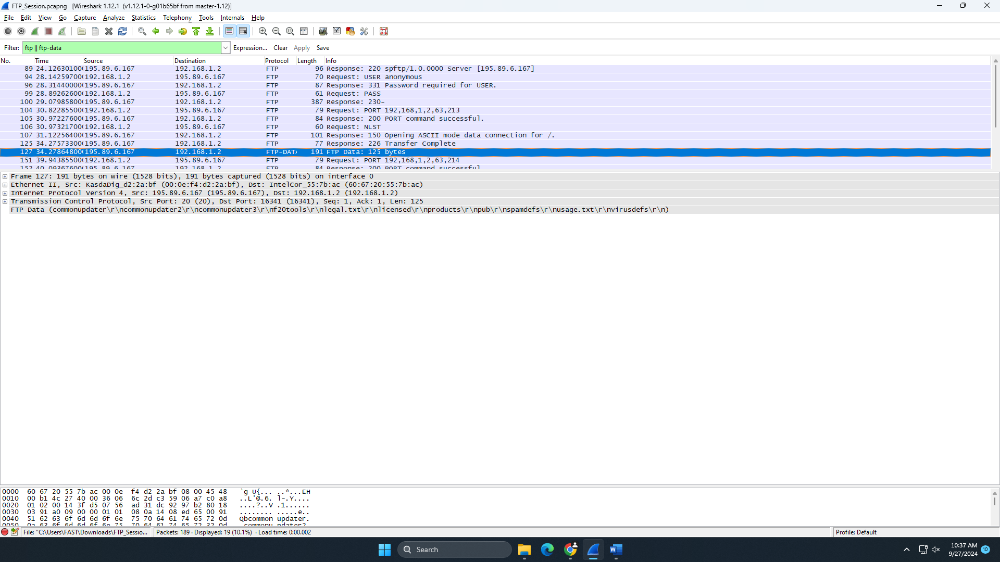 FTP_Session.pcapng [Wireshark 1.12.1 (v1.12.1-0-g01b65bf from master-1.12)]
File Edit View Go Capture Analyze Statistics Telephony Tools Internals Help
Filter: ftp || ftp-data Expression... Clear Apply Save
No. Time Source Destination Protocol Length Info
89 24.126301000 195.89.6.167 192.168.1.2 FTP 96 Response: 220 spftp/1.0.0000 Server [195.89.6.167]
94 28.142597000 192.168.1.2 195.89.6.167 FTP 70 Request: USER anonymous
96 28.314400000 195.89.6.167 192.168.1.2 FTP 87 Response: 331 Password required for USER.
99 28.892626000 192.168.1.2 195.89.6.167 FTP 61 Request: PASS
100 29.079858000 195.89.6.167 192.168.1.2 FTP 387 Response: 230-
104 30.822855000 192.168.1.2 195.89.6.167 FTP 79 Request: PORT 192,168,1,2,63,213
105 30.972276000 195.89.6.167 192.168.1.2 FTP 84 Response: 200 PORT command successful.
106 30.973217000 192.168.1.2 195.89.6.167 FTP 60 Request: NLST
107 31.122564000 195.89.6.167 192.168.1.2 FTP 101 Response: 150 Opening ASCII mode data connection for /.
125 34.275733000 195.89.6.167 192.168.1.2 FTP 77 Response: 226 Transfer Complete
127 34.278648000 195.89.6.167 192.168.1.2 FTP-DATA 191 FTP Data: 125 bytes
151 39.943855000 192.168.1.2 195.89.6.167 FTP 79 Request: PORT 192,168,1,2,63,214
152 40.093676000 195.89.6.167 192.168.1.2 FTP 84 Response: 200 PORT command successful
Frame 127: 191 bytes on wire (1528 bits), 191 bytes captured (1528 bits) on interface 0
Ethernet II, Src: KasdaDig_d2:2a:bf (00:0e:f4:d2:2a:bf), Dst: IntelCor_55:7b:ac (60:67:20:55:7b:ac)
Internet Protocol Version 4, Src: 195.89.6.167 (195.89.6.167), Dst: 192.168.1.2 (192.168.1.2)
Transmission Control Protocol, Src Port: 20 (20), Dst Port: 16341 (16341), Seq: 1, Ack: 1, Len: 125
FTP Data (commonupdater\r\ncommonupdater2\r\ncommonupdater3\r\nf20tools\r\nlegal.txt\r\nlicensed\r\nproducts\r\npub\r\nspamdefs\r\nusage.txt\r\nvirusdefs\r\n)
0000 60 67 20 55 7b ac 00 0e f4 d2 2a bf 08 00 45 48 `g U{... ..*...EH
0010 00 b1 4c 27 40 00 36 06 6c 2d c3 59 06 a7 c0 a8 ..L'@.6. l-.Y....
0020 01 02 00 14 3f d5 07 56 ad 31 dc 92 97 b2 80 18 ....?..V .1......
0030 03 91 a0 09 00 00 01 01 08 0a 14 08 ed 65 00 91 ........ .....e..
0040 51 62 63 6f 6d 6d 6f 6e 75 70 64 61 74 65 72 0d Qbcommon updater.
0050 0a 63 6f 6d 6d 6f 6e 75 70 64 61 74 65 72 32 0d .commonu pdater2.
File: "C:\Users\FAST\Downloads\FTP_Sessio... Packets: 189 · Displayed: 19 (10.1%) · Load time: 0:00.002 Profile: Default
Search
10:37 AM
9/27/2024
10